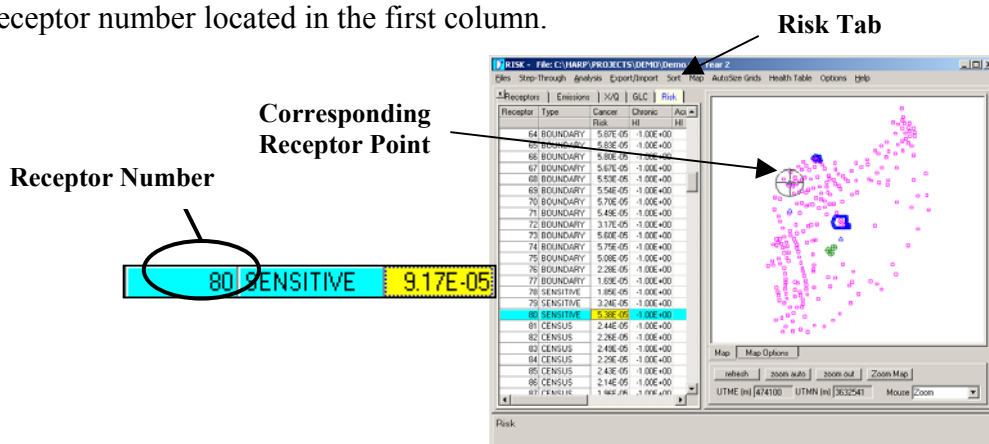 eceptor number located in the first column.
Risk Tab
Corresponding
Receptor Point
Receptor Number
80 SENSITIVE 9.17E-05
RISK - File: C:\HARP\PROJECTS\DEMO\Demo rear 2
Files Step-Through Analysis Export/Import Sort Map AutoSize Grids Health Table Options Help
Receptors Emissions X/Q GLC Risk
Receptor Type Cancer Chronic Acu
Risk HI HI
64 BOUNDARY 5.87E-05 -1.00E+00
65 BOUNDARY 5.83E-05 -1.00E+00
66 BOUNDARY 5.80E-05 -1.00E+00
67 BOUNDARY 5.67E-05 -1.00E+00
68 BOUNDARY 5.53E-05 -1.00E+00
69 BOUNDARY 5.54E-05 -1.00E+00
70 BOUNDARY 5.70E-05 -1.00E+00
71 BOUNDARY 5.49E-05 -1.00E+00
72 BOUNDARY 3.17E-05 -1.00E+00
73 BOUNDARY 5.60E-05 -1.00E+00
74 BOUNDARY 5.75E-05 -1.00E+00
75 BOUNDARY 5.08E-05 -1.00E+00
76 BOUNDARY 2.28E-05 -1.00E+00
77 BOUNDARY 1.69E-05 -1.00E+00
78 SENSITIVE 1.85E-05 -1.00E+00
79 SENSITIVE 3.24E-05 -1.00E+00
80 SENSITIVE 5.38E-05 -1.00E+00
81 CENSUS 2.44E-05 -1.00E+00
82 CENSUS 2.26E-05 -1.00E+00
83 CENSUS 2.49E-05 -1.00E+00
84 CENSUS 2.29E-05 -1.00E+00
85 CENSUS 2.43E-05 -1.00E+00
86 CENSUS 2.14E-05 -1.00E+00
87 CENSUS 1.96E-05 -1.00E+00
Map Map Options
refresh zoom auto zoom out Zoom Map
UTME (m) 474100 UTMN (m) 3632541 Mouse Zoom
Risk